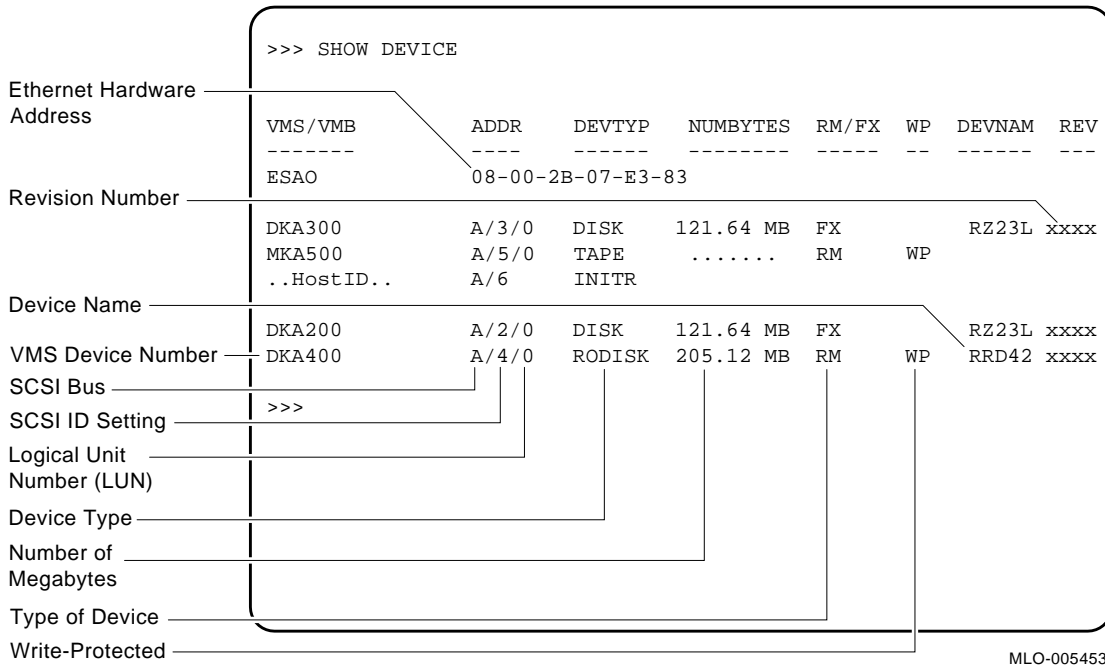 >>> SHOW DEVICE
Ethernet Hardware
Address
VMS/VMB ADDR DEVTYP NUMBYTES RM/FX WP DEVNAM REV
------- ---- ------ -------- ----- -- ------ ---
ESAO 08-00-2B-07-E3-83
Revision Number
DKA300 A/3/0 DISK 121.64 MB FX RZ23L xxxx
MKA500 A/5/0 TAPE ....... RM WP
..HostID.. A/6 INITR
Device Name
DKA200 A/2/0 DISK 121.64 MB FX RZ23L xxxx
VMS Device Number DKA400 A/4/0 RODISK 205.12 MB RM WP RRD42 xxxx
SCSI Bus
>>>
SCSI ID Setting
Logical Unit
Number (LUN)
Device Type
Number of
Megabytes
Type of Device
Write-Protected
MLO-005453